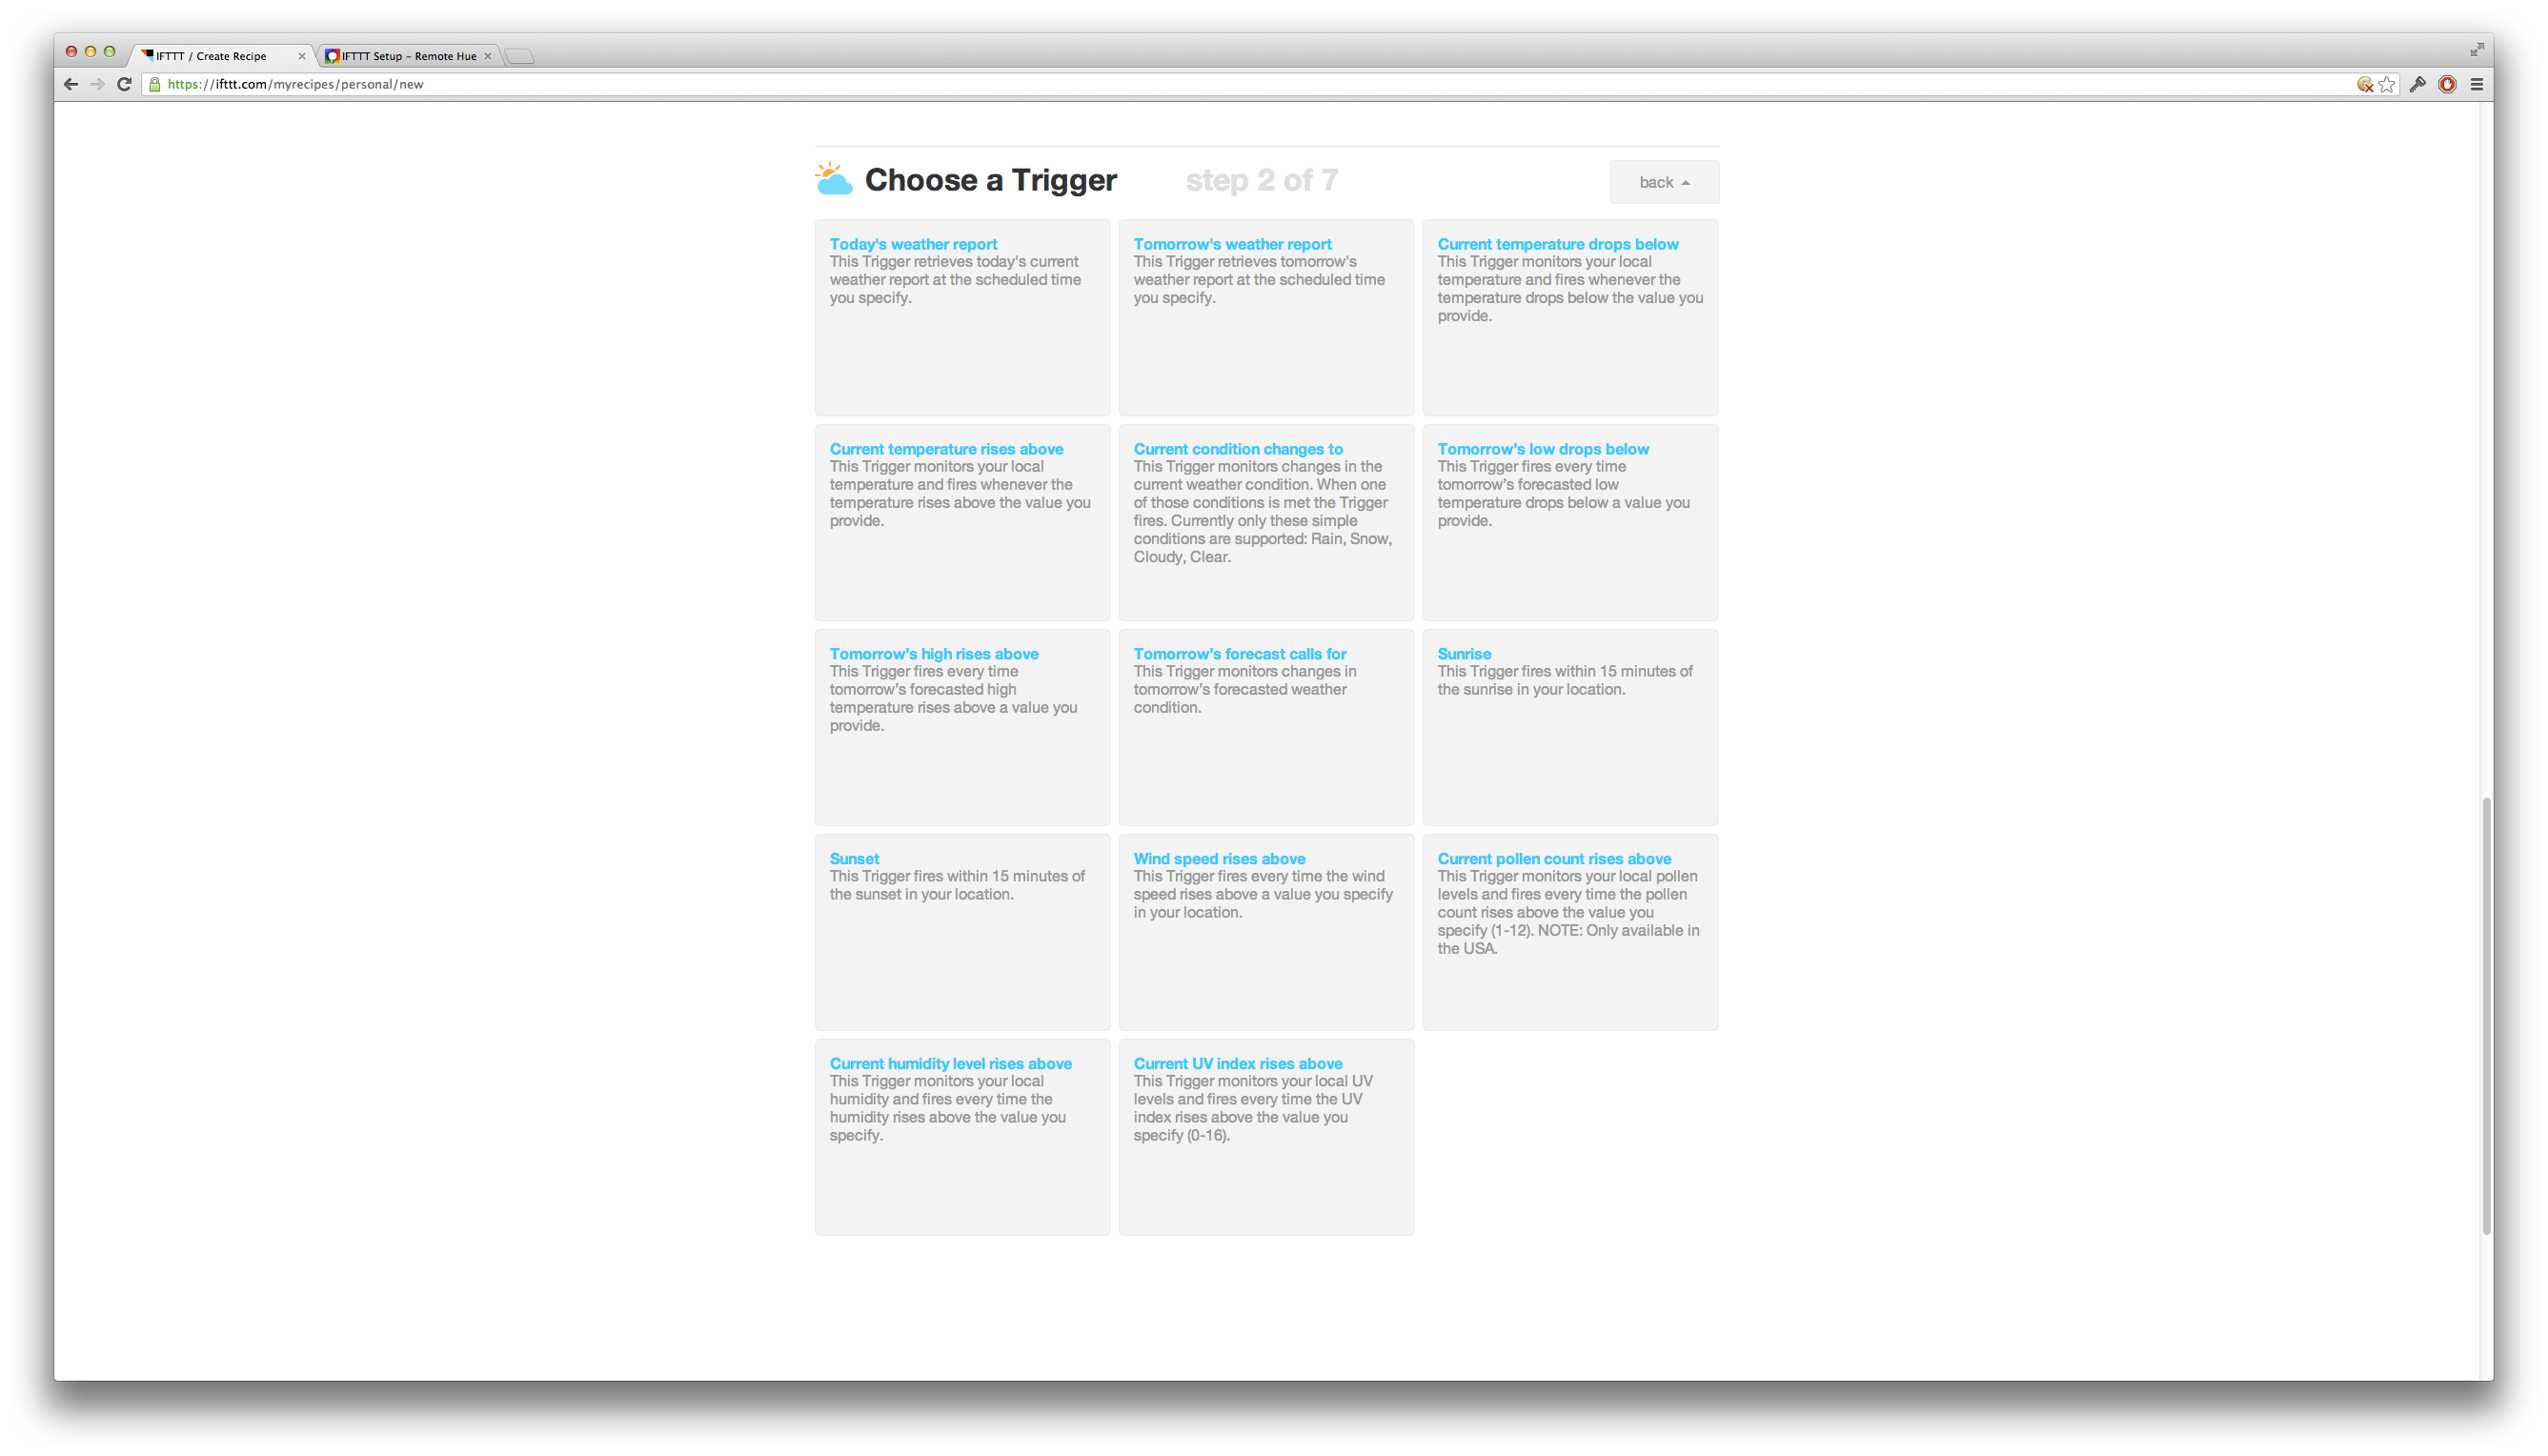 IFTTT / Create Recipe
IFTTT Setup – Remote Hue
https://ifttt.com/myrecipes/personal/new
Choose a Trigger
step 2 of 7
back
Today's weather report
This Trigger retrieves today's current
weather report at the scheduled time
you specify.
Tomorrow's weather report
This Trigger retrieves tomorrow's
weather report at the scheduled time
you specify.
Current temperature drops below
This Trigger monitors your local
temperature and fires whenever the
temperature drops below the value you
provide.
Current temperature rises above
This Trigger monitors your local
temperature and fires whenever the
temperature rises above the value you
provide.
Current condition changes to
This Trigger monitors changes in the
current weather condition. When one
of those conditions is met the Trigger
fires. Currently only these simple
conditions are supported: Rain, Snow,
Cloudy, Clear.
Tomorrow’s low drops below
This Trigger fires every time
tomorrow’s forecasted low
temperature drops below a value you
provide.
Tomorrow’s high rises above
This Trigger fires every time
tomorrow’s forecasted high
temperature rises above a value you
provide.
Tomorrow’s forecast calls for
This Trigger monitors changes in
tomorrow’s forecasted weather
condition.
Sunrise
This Trigger fires within 15 minutes of
the sunrise in your location.
Sunset
This Trigger fires within 15 minutes of
the sunset in your location.
Wind speed rises above
This Trigger fires every time the wind
speed rises above a value you specify
in your location.
Current pollen count rises above
This Trigger monitors your local pollen
levels and fires every time the pollen
count rises above the value you
specify (1-12). NOTE: Only available in
the USA.
Current humidity level rises above
This Trigger monitors your local
humidity and fires every time the
humidity rises above the value you
specify.
Current UV index rises above
This Trigger monitors your local UV
levels and fires every time the UV
index rises above the value you
specify (0-16).